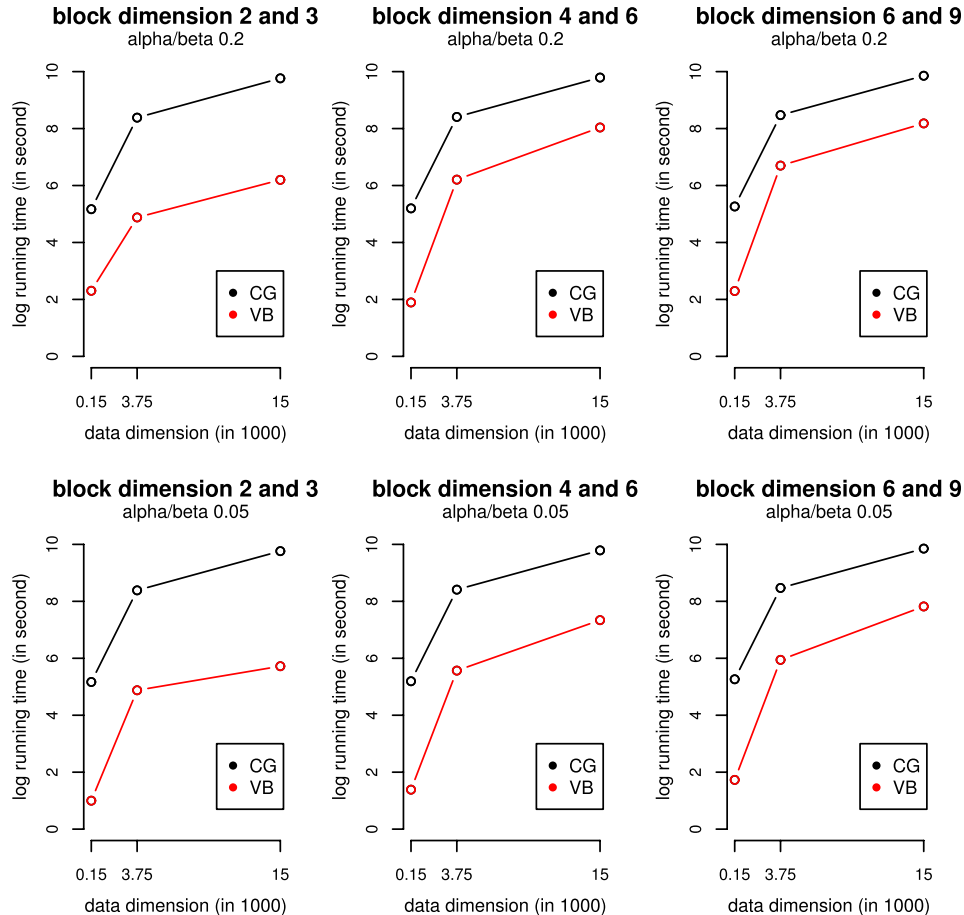 block dimension 2 and 3
alpha/beta 0.2
log running time (in second)
10
8
6
4
2
0
CG
VB
0.15 3.75 15
data dimension (in 1000)
block dimension 4 and 6
alpha/beta 0.2
log running time (in second)
10
8
6
4
2
0
CG
VB
0.15 3.75 15
data dimension (in 1000)
block dimension 6 and 9
alpha/beta 0.2
log running time (in second)
10
8
6
4
2
0
CG
VB
0.15 3.75 15
data dimension (in 1000)
block dimension 2 and 3
alpha/beta 0.05
log running time (in second)
10
8
6
4
2
0
CG
VB
0.15 3.75 15
data dimension (in 1000)
block dimension 4 and 6
alpha/beta 0.05
log running time (in second)
10
8
6
4
2
0
CG
VB
0.15 3.75 15
data dimension (in 1000)
block dimension 6 and 9
alpha/beta 0.05
log running time (in second)
10
8
6
4
2
0
CG
VB
0.15 3.75 15
data dimension (in 1000)